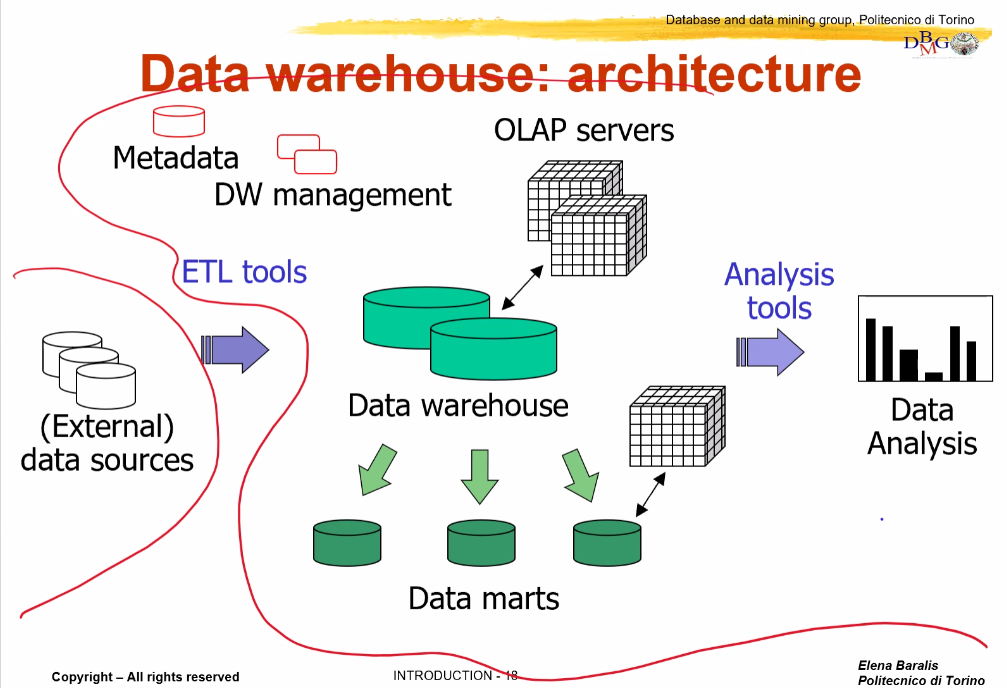 Database and data mining group, Politecnico di Torino
DBMG
Data warehouse: architecture
OLAP servers
Metadata
DW management
ETL tools
Analysis
tools
Data warehouse
(External)
data sources
Data
Analysis
Data marts
Copyright – All rights reserved
INTRODUCTION - 18
Elena Baralis
Politecnico di Torino